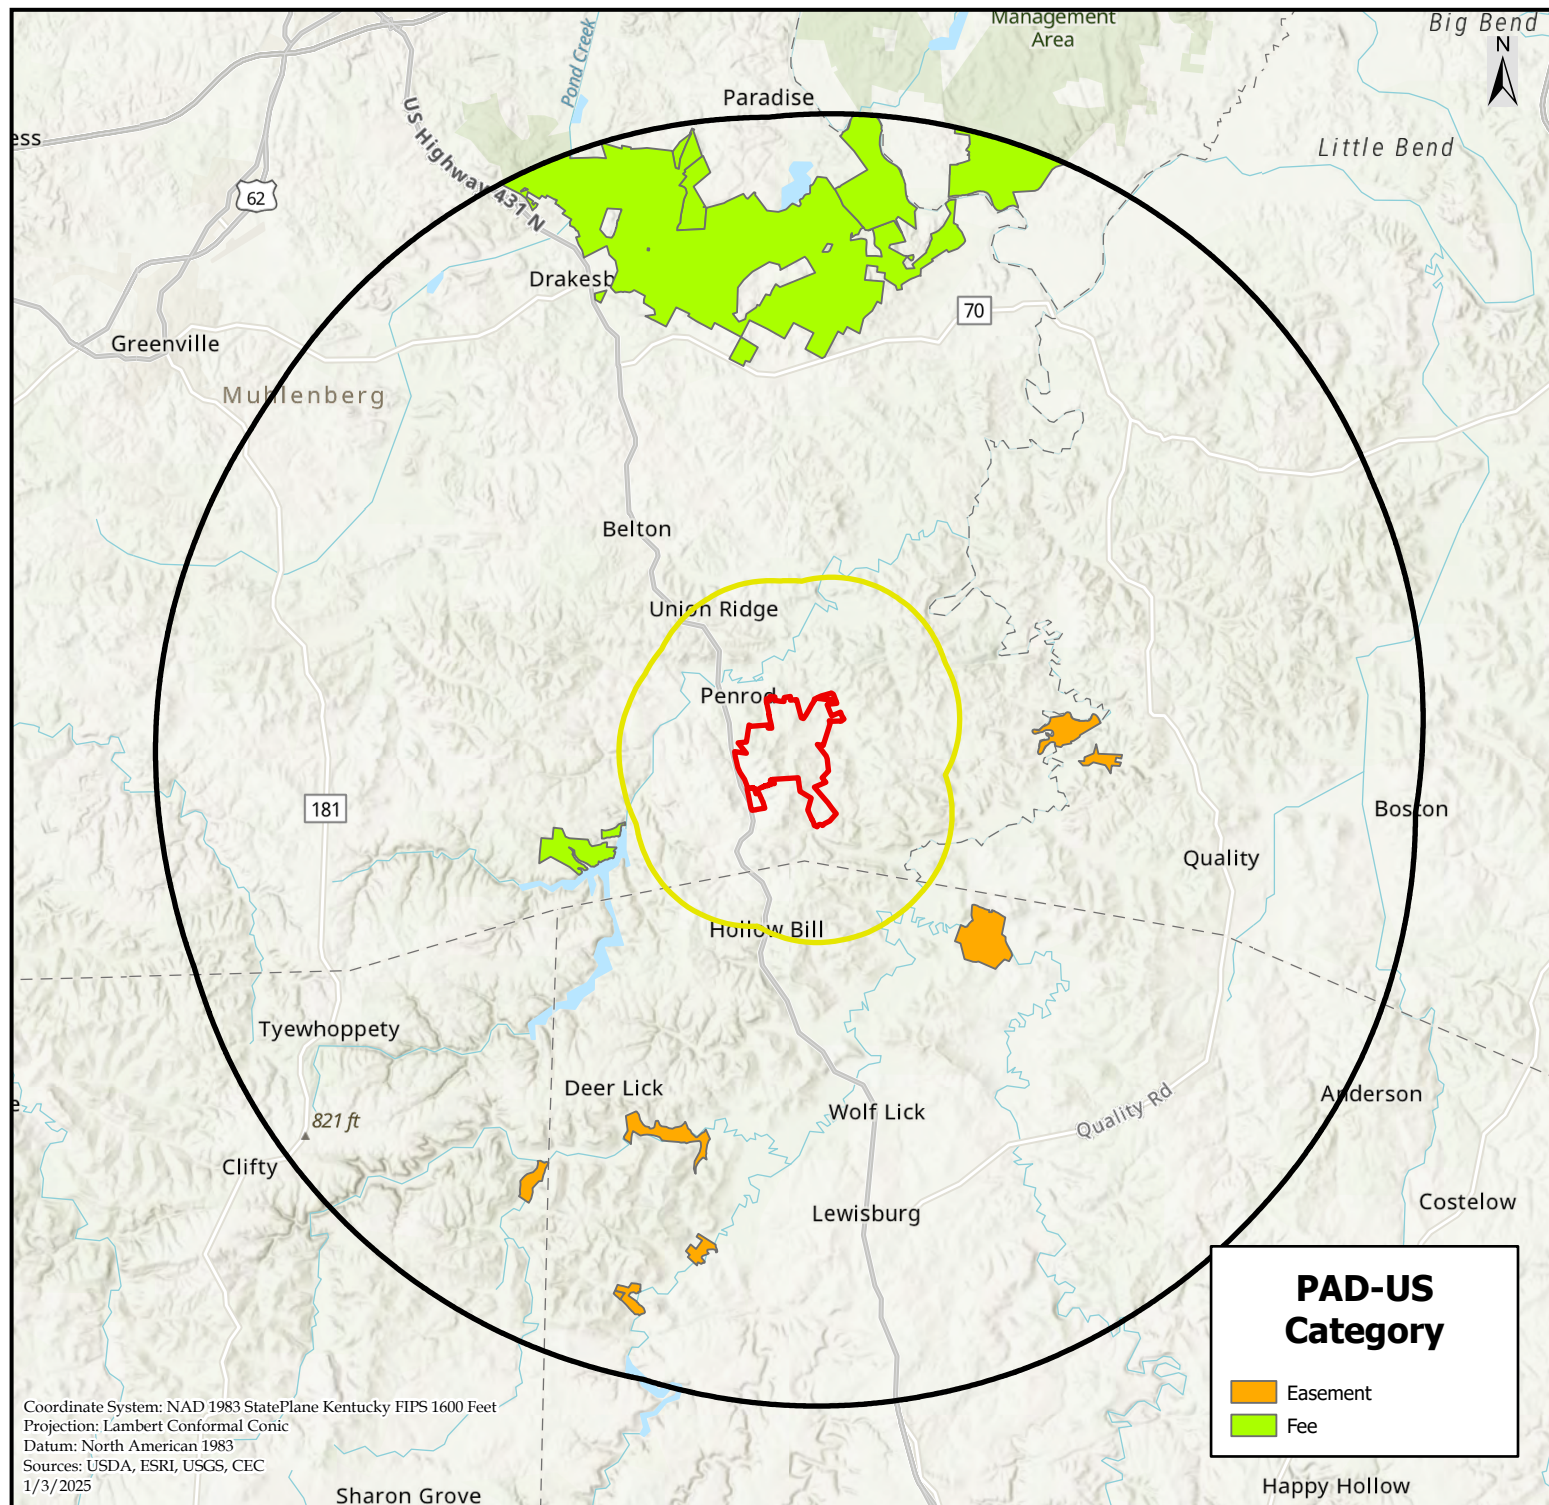 Management
Area
Big Bend
N
Pond Creek
Paradise
ess
US Highway 431 N
Little Bend
62
Drakesb
70
Greenville
Muhlenberg
Belton
Union Ridge
Penrod
181
Boston
Quality
Hollow Bill
Tyewhoppety
Deer Lick
Anderson
e
Wolf Lick
Quality Rd
821 ft
Clifty
Costelow
Lewisburg
PAD-US
Category
Easement
Fee
Coordinate System: NAD 1983 StatePlane Kentucky FIPS 1600 Feet
Projection: Lambert Conformal Conic
Datum: North American 1983
Sources: USDA, ESRI, USGS, CEC
1/3/2025
Sharon Grove
Happy Hollow